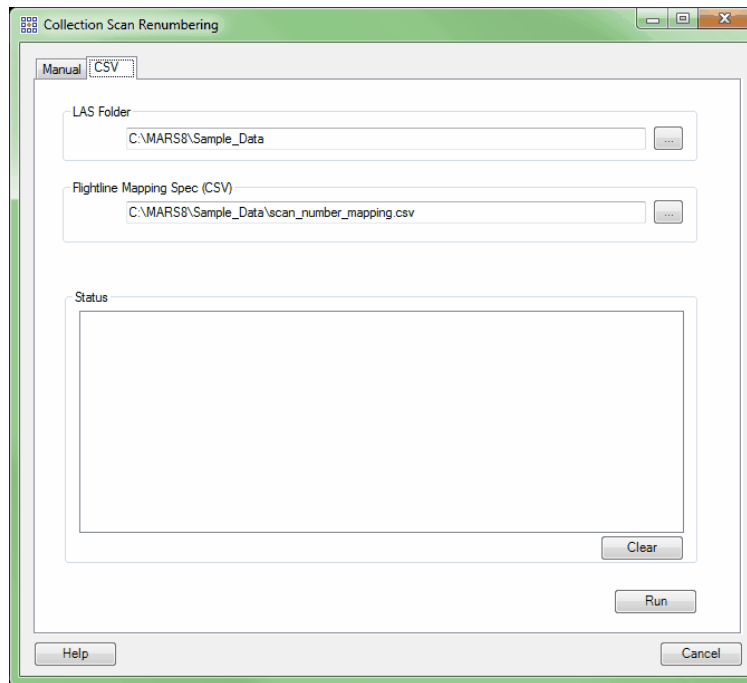 Collection Scan Renumbering
Manual CSV
LAS Folder
C:\MARS8\Sample_Data ...
Flightline Mapping Spec (CSV)
C:\MARS8\Sample_Data\scan_number_mapping.csv ...
Status
Clear
Run
Help Cancel